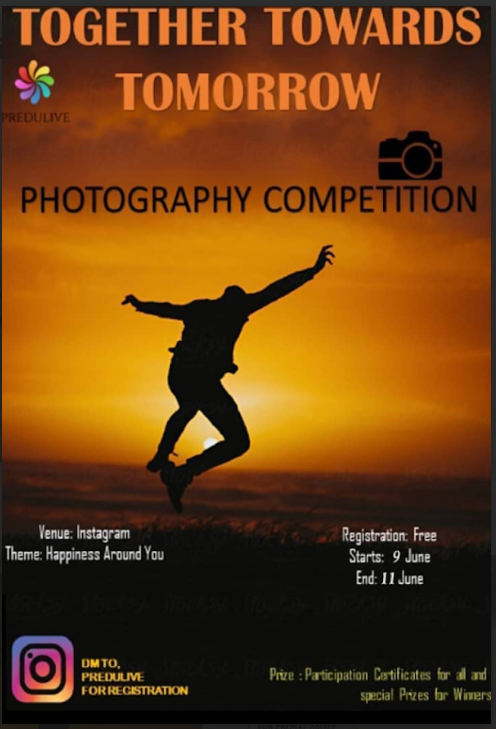 TOGETHER TOWARDS
TOMORROW
PREDULIVE
PHOTOGRAPHY COMPETITION
Venue: Instagram
Theme: Happiness Around You
Registration: Free
Starts: 9 June
End: 11 June
DM TO,
PREDULIVE
FOR REGISTRATION
Prize : Participation Certificates for all and
special Prizes for Winners